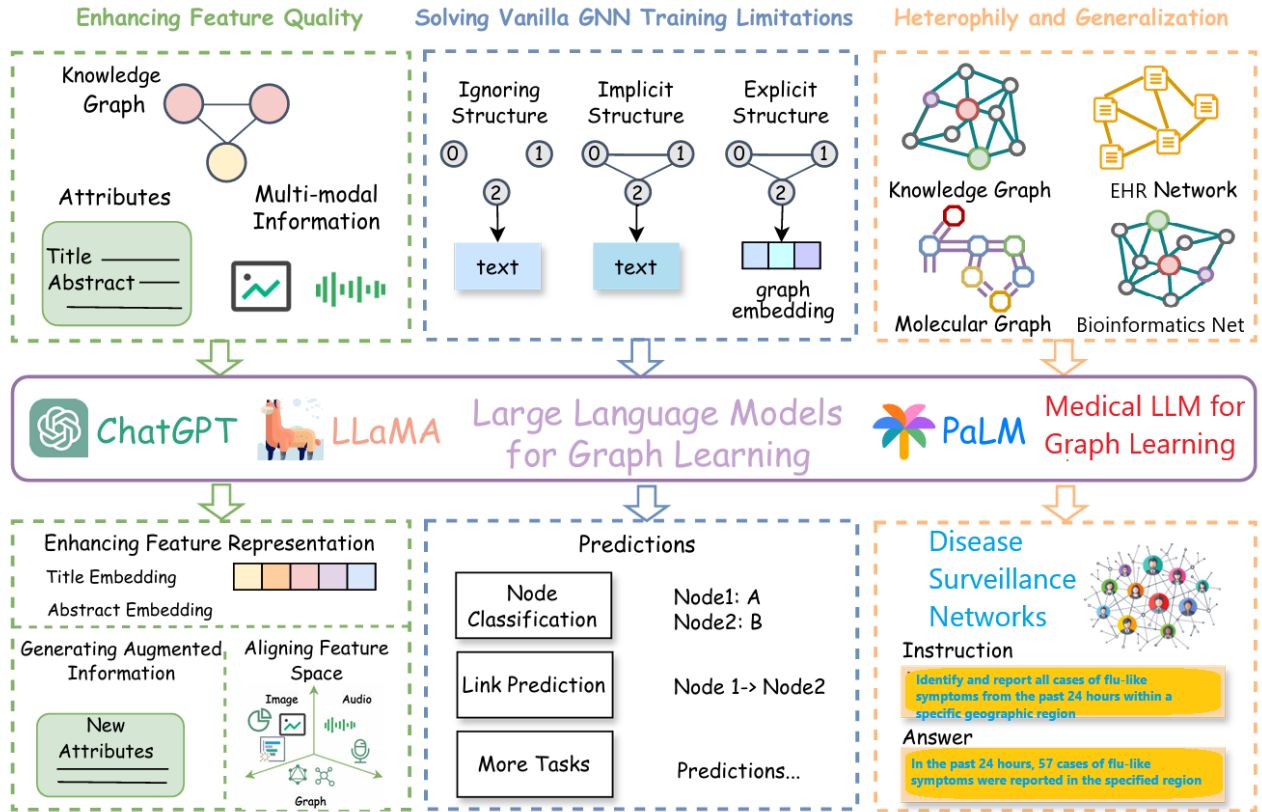 Enhancing Feature Quality
Solving Vanilla GNN Training Limitations
Heterophily and Generalization
Knowledge
Graph
Attributes
Title
Abstract
Multi-modal
Information
Ignoring
Structure
0
1
2
text
Implicit
Structure
0
1
2
text
Explicit
Structure
0
1
2
graph
embedding
Knowledge Graph
EHR Network
Molecular Graph
Bioinformatics Net
ChatGPT
LLaMA
Large Language Models
for Graph Learning
PaLM
Medical LLM for
Graph Learning
Enhancing Feature Representation
Title Embedding
Abstract Embedding
Generating Augmented
Information
New
Attributes
Aligning Feature
Space
Image
Audio
Graph
Predictions
Node
Classification
Node1: A
Node2: B
Link Prediction
Node 1-> Node2
More Tasks
Predictions...
Disease
Surveillance
Networks
Instruction
Identify and report all cases of flu-like
symptoms from the past 24 hours within a
specific geographic region
Answer
In the past 24 hours, 57 cases of flu-like
symptoms were reported in the specified region